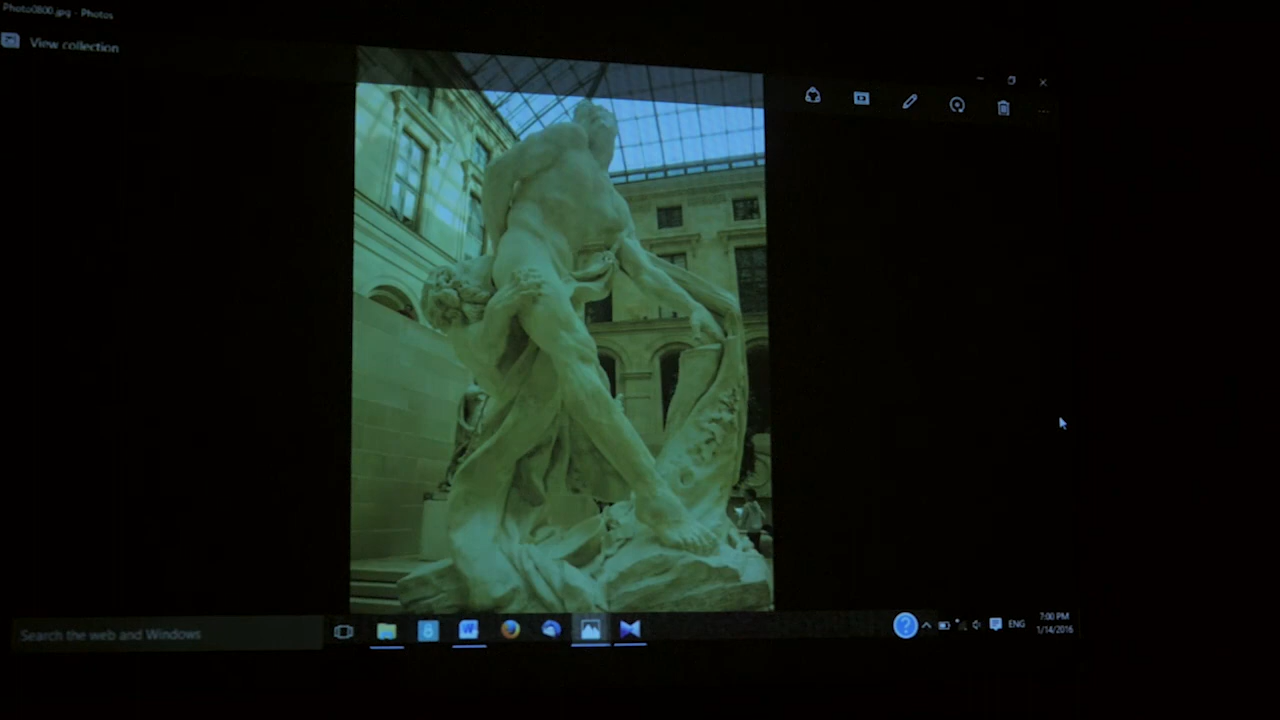 Photo0800.jpg - Photos
View collection
Search the web and Windows
ENG
7:00 PM
1/14/2016